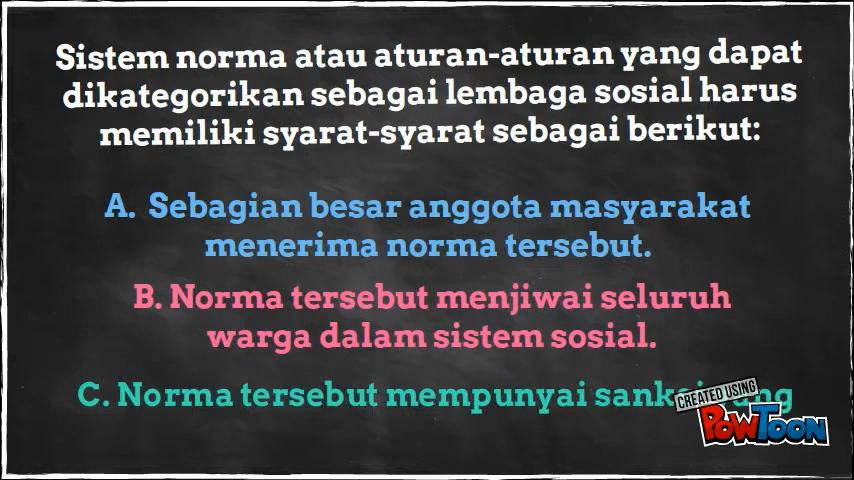 Sistem norma atau aturan-aturan yang dapat
dikategorikan sebagai lembaga sosial harus
memiliki syarat-syarat sebagai berikut:
A. Sebagian besar anggota masyarakat
menerima norma tersebut.
B. Norma tersebut menjiwai seluruh
warga dalam sistem sosial.
C. Norma tersebut mempunyai
CREATED USING
POWTOON